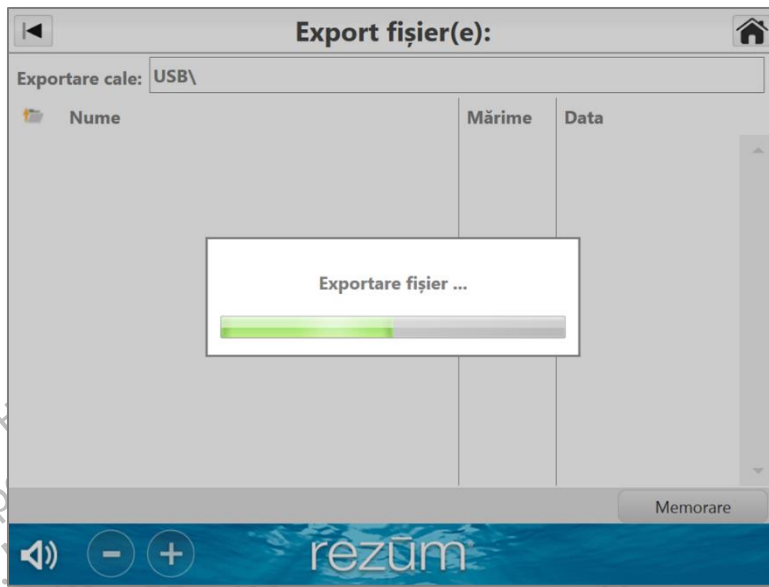 Export fișier(e):
Exportare cale: USB\
Nume Mărime Data
Exportare fișier ...
Memorare
rezūm